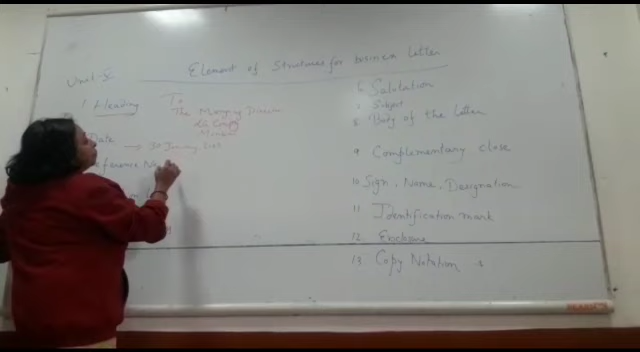 Element of Structures for business letter
Unit-5
1 Heading
To
The Managing Director
Date → 30 January
Reference No
6 Salutation
7 Subject
8 Body of the letter
9 Complementary close
10 Sign, Name, Designation
11 Identification mark
12 Enclosure
13 Copy Notation